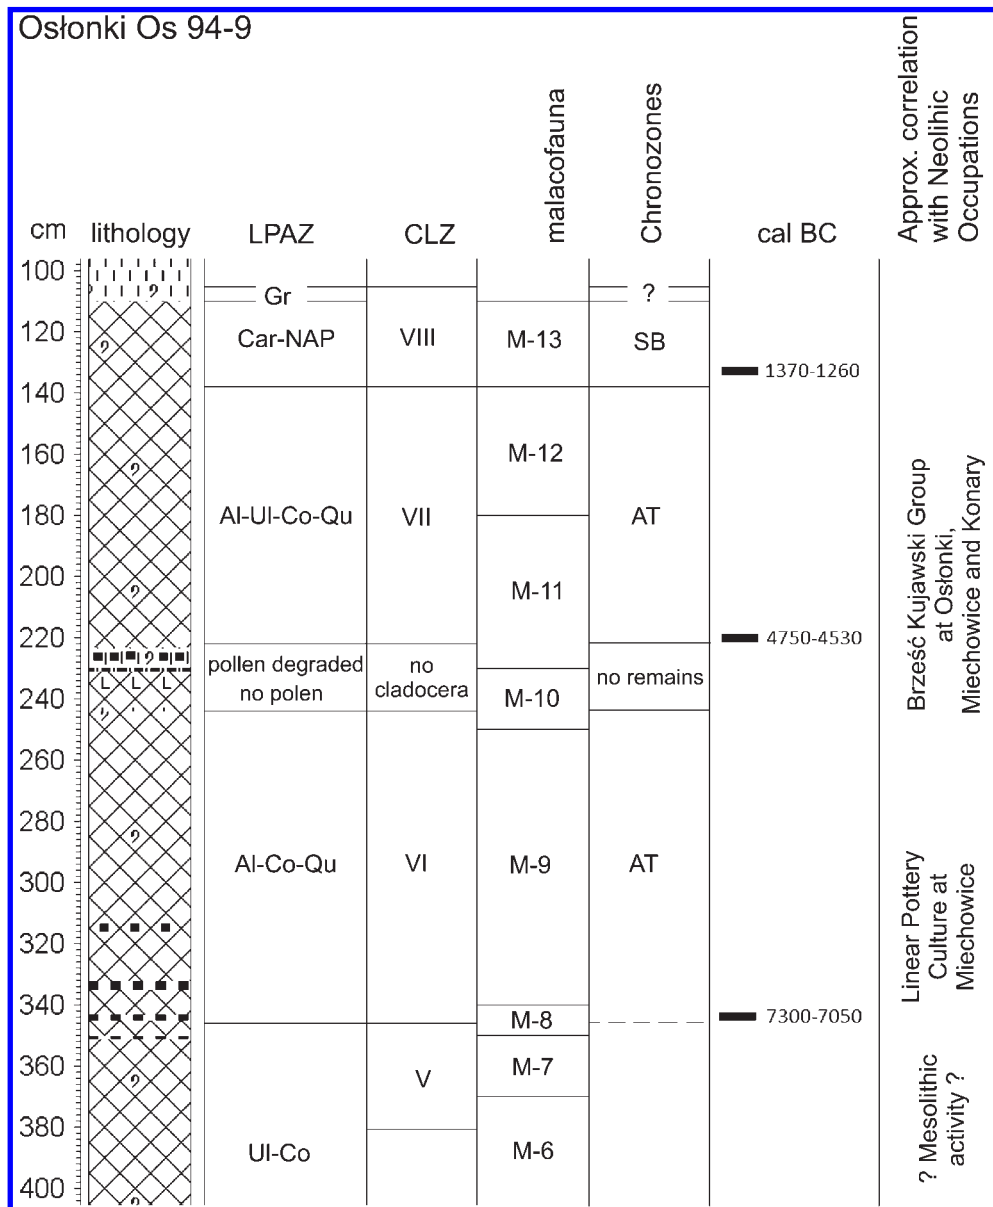 Osłonki Os 94-9
cm
lithology
LPAZ
CLZ
malacofauna
Chronozones
cal BC
Approx. correlation
with Neolihic
Occupations
100
120
140
160
180
200
220
240
260
280
300
320
340
360
380
400
L L L
Gr
Car-NAP
Al-Ul-Co-Qu
pollen degraded
no polen
Al-Co-Qu
Ul-Co
VIII
VII
no
cladocera
VI
V
M-13
M-12
M-11
M-10
M-9
M-8
M-7
M-6
?
SB
AT
no remains
AT
1370-1260
4750-4530
7300-7050
Brześć Kujawski Group
at Osłonki,
Miechowice and Konary
Linear Pottery
Culture at
Miechowice
? Mesolithic
activity ?